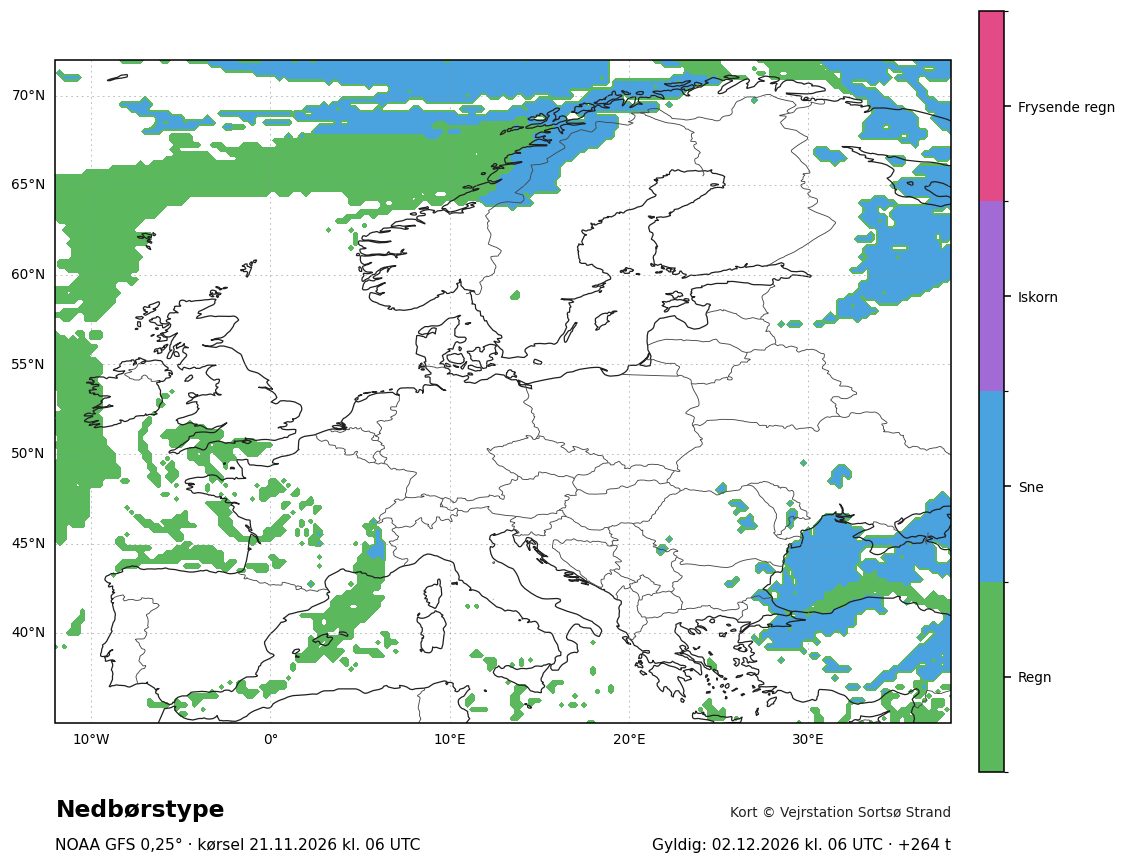 70°N
65°N
60°N
55°N
50°N
45°N
40°N
10°W
0°
10°E
20°E
30°E
Frysende regn
Iskorn
Sne
Regn
Nedbørstype
Kort © Vejrstation Sortsø Strand
NOAA GFS 0,25° · kørsel 21.11.2026 kl. 06 UTC
Gyldig: 02.12.2026 kl. 06 UTC · +264 t